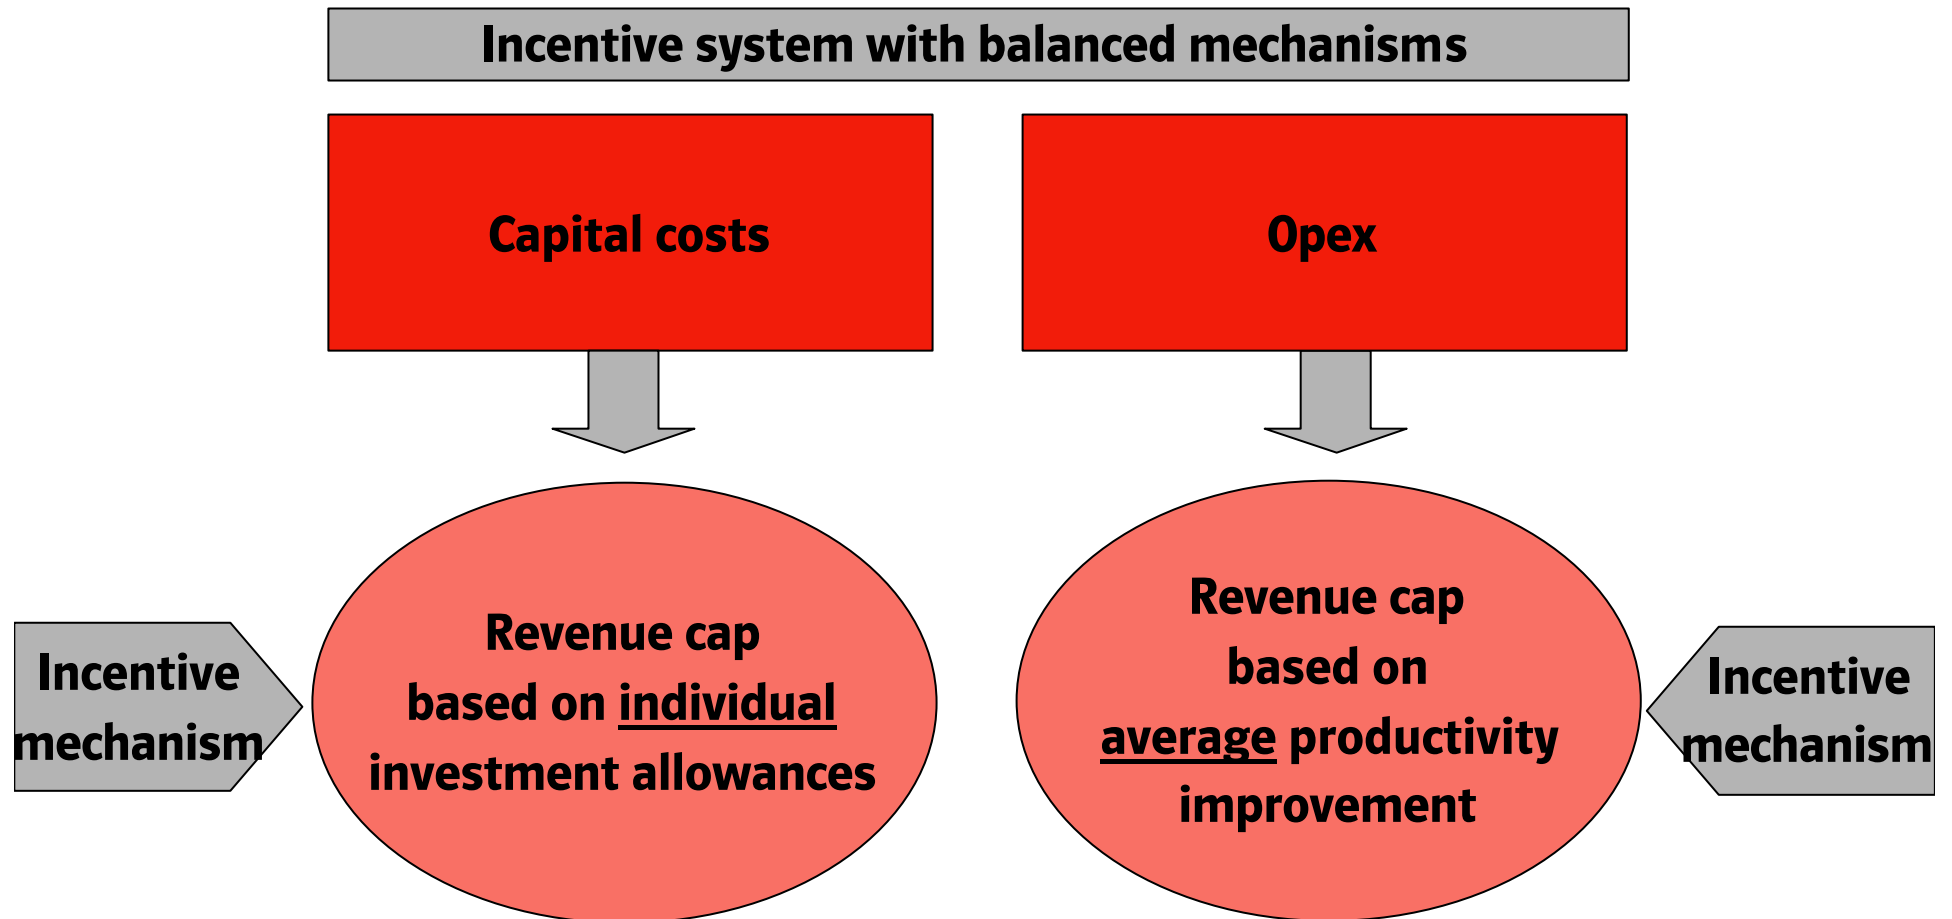 Incentive system with balanced mechanisms
Capital costs
Opex
Incentive
mechanism
Revenue cap
based on individual
investment allowances
Revenue cap
based on
average productivity
improvement
Incentive
mechanism